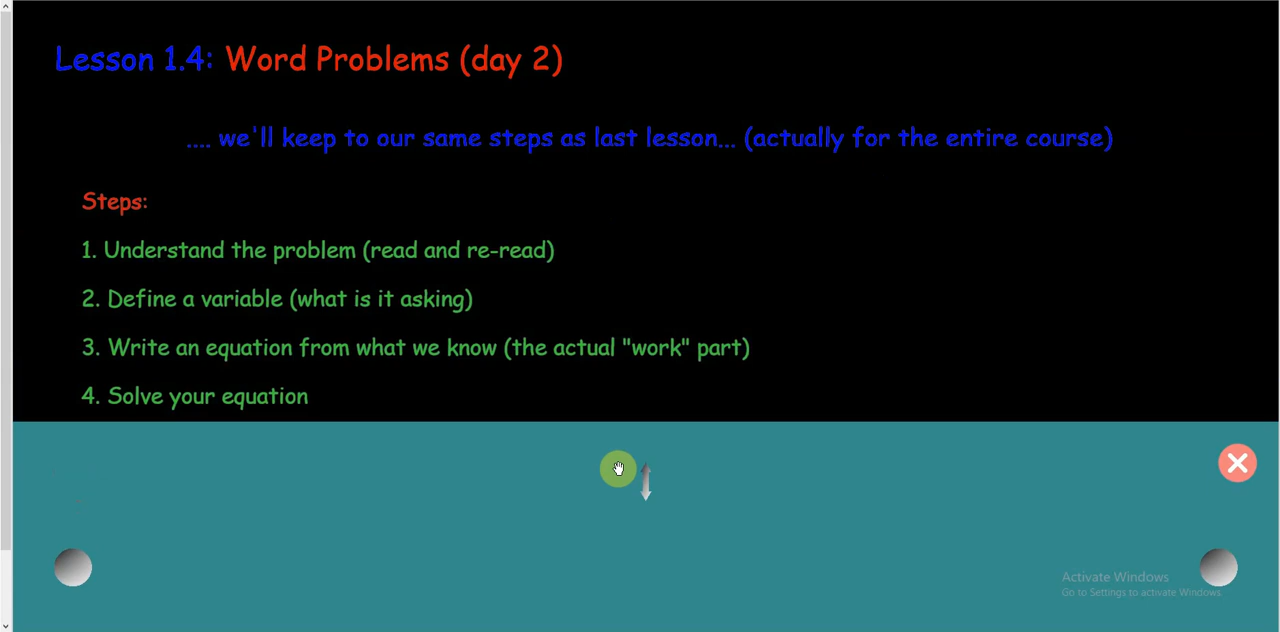 Lesson 1.4: Word Problems (day 2)
.... we'll keep to our same steps as last lesson... (actually for the entire course)
Steps:
1. Understand the problem (read and re-read)
2. Define a variable (what is it asking)
3. Write an equation from what we know (the actual "work" part)
4. Solve your equation
Activate Windows
Go to Settings to activate Windows.